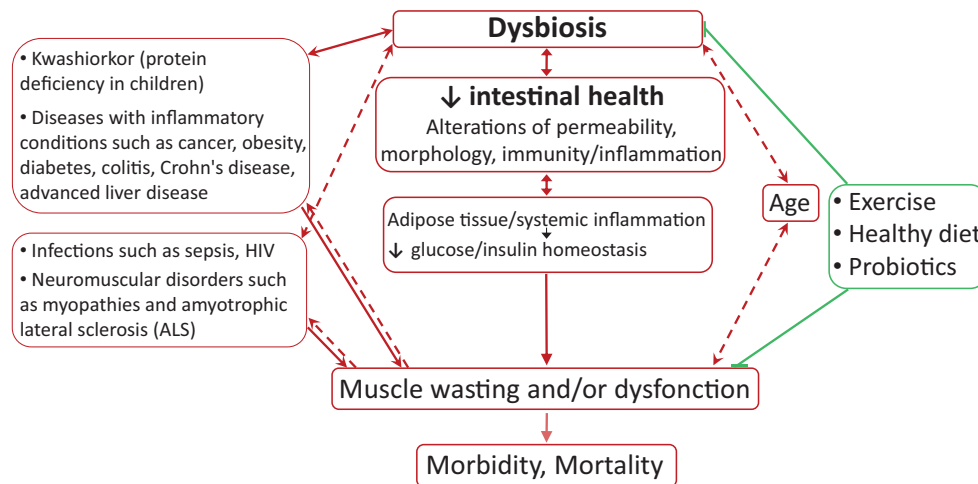 Dysbiosis
• Kwashiorkor (protein
deficiency in children)
• Diseases with inflammatory
conditions such as cancer, obesity,
diabetes, colitis, Crohn's disease,
advanced liver disease
↓ intestinal health
Alterations of permeability,
morphology, immunity/inflammation
Adipose tissue/systemic inflammation
↓ glucose/insulin homeostasis
Age
• Exercise
• Healthy diet
• Probiotics
• Infections such as sepsis, HIV
• Neuromuscular disorders such
as myopathies and amyotrophic
lateral sclerosis (ALS)
Muscle wasting and/or dysfonction
Morbidity, Mortality